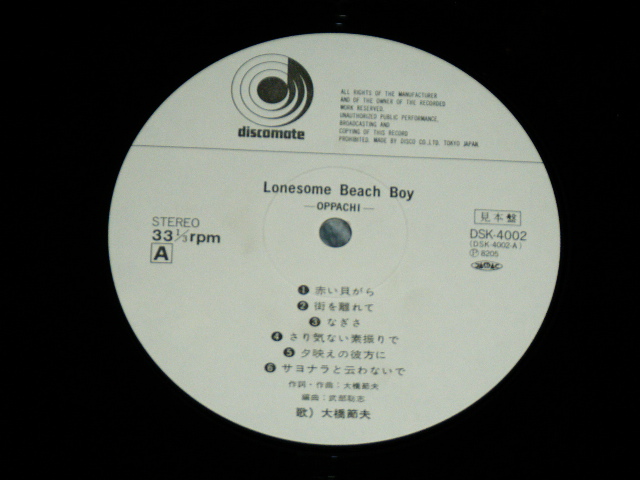 discomate
ALL RIGHTS OF THE MANUFACTURER
AND OF THE OWNER OF THE RECORDED
WORK RESERVED.
UNAUTHORIZED PUBLIC PERFORMANCE,
BROADCASTING AND
COPYING OF THIS RECORD
PROHIBITED. MADE BY DISCO CO.,LTD. TOKYO JAPAN
Lonesome Beach Boy
—OPPACHI—
STEREO
33 1/3 rpm
A
見本盤
DSK-4002
(DSK-4002-A)
Ⓟ 8205
❶ 赤い貝がら
❷ 街を離れて
❸ なぎさ
❹ さり気ない素振りで
❺ 夕映えの彼方に
❻ サヨナラと云わないで
作詞・作曲:大橋節夫
編曲:武部聡志
歌) 大橋節夫